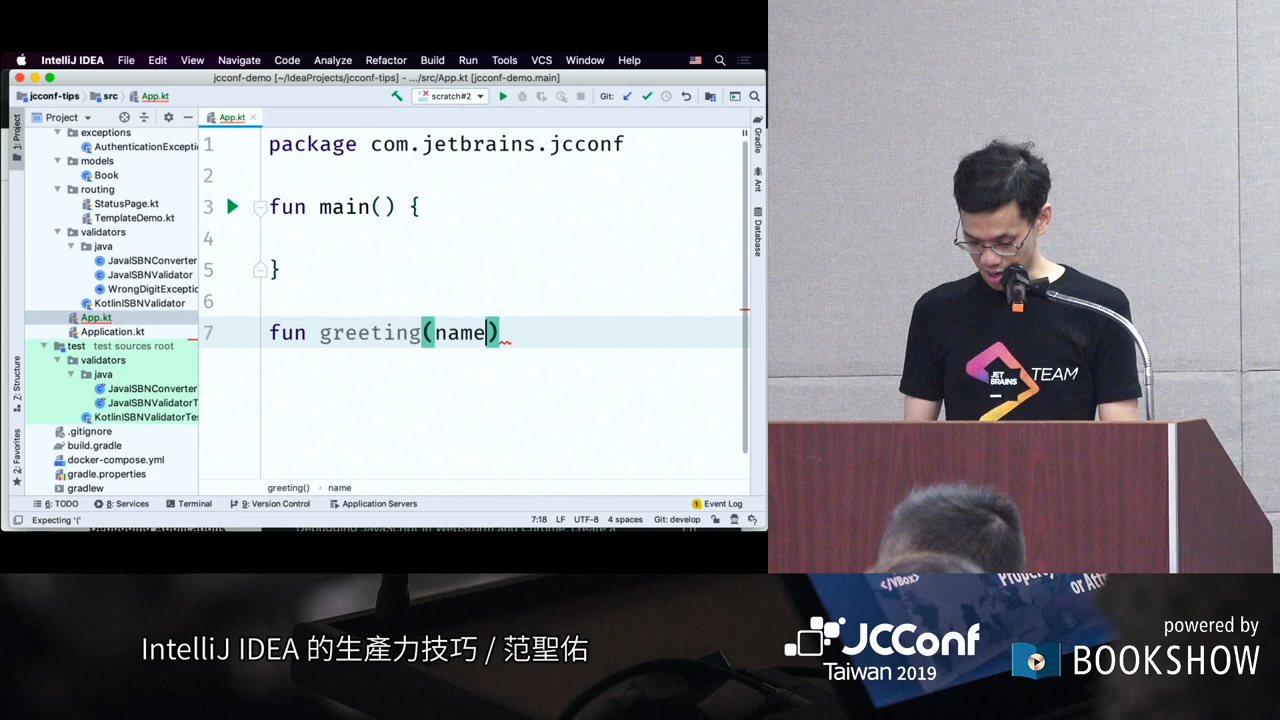 IntelliJ IDEA File Edit View Navigate Code Analyze Refactor Build Run Tools VCS Window Help
jcconf-demo [~/IdeaProjects/jcconf-tips] - .../src/App.kt [jcconf-demo.main]
jcconf-tips src App.kt scratch#2 Git:
1: Project
Project
App.kt
exceptions
AuthenticationExcepti
models
Book
routing
StatusPage.kt
TemplateDemo.kt
validators
java
JavaISBNConverter
JavaISBNValidator
WrongDigitExceptio
KotlinISBNValidator
App.kt
Application.kt
test test sources root
validators
java
JavaISBNConverter
JavaISBNValidatorT
KotlinISBNValidatorTes
.gitignore
build.gradle
docker-compose.yml
gradle.properties
gradlew
Z: Structure
2: Favorites
1 package com.jetbrains.jcconf
2
3 fun main() {
4
5 }
6
7 fun greeting(name)
Gradle
Ant
Database
greeting() › name
6: TODO 8: Services Terminal 9: Version Control Application Servers 1 Event Log
Expecting '(' 7:18 LF UTF-8 4 spaces Git: develop
JET
BRAINS
TEAM
</VBox>
or
IntelliJ IDEA 的生產力技巧 / 范聖佑
JCConf
Taiwan 2019
powered by
BOOKSHOW